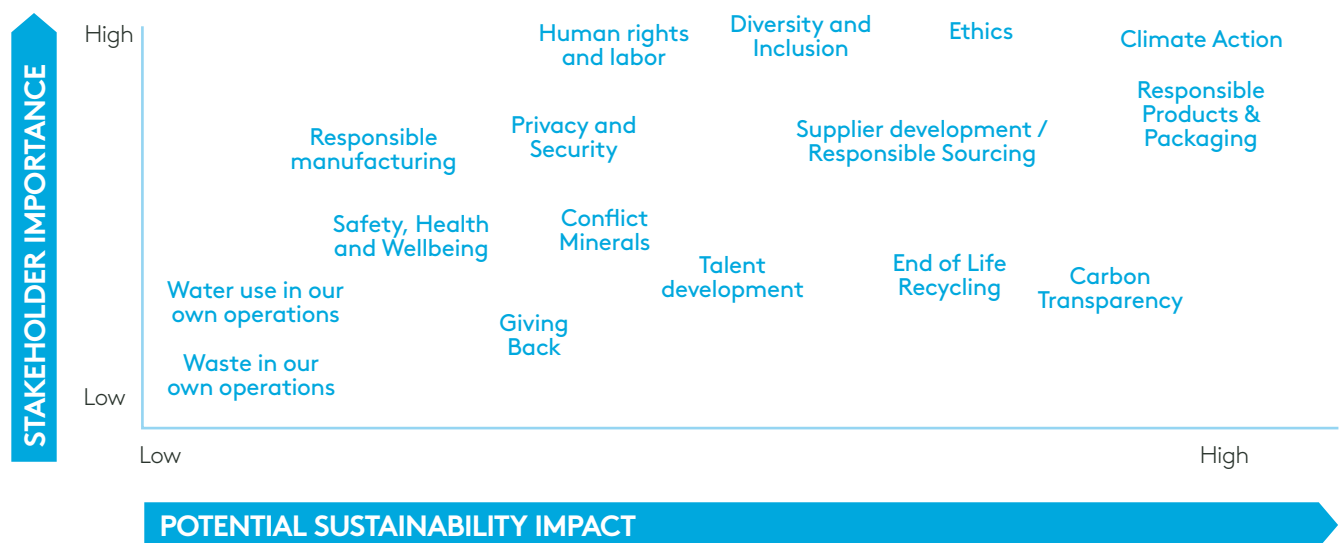 STAKEHOLDER IMPORTANCE
High
Human rights
and labor
Diversity and
Inclusion
Ethics
Climate Action
Responsible
Products &
Packaging
Responsible
manufacturing
Privacy and
Security
Supplier development /
Responsible Sourcing
Safety, Health
and Wellbeing
Conflict
Minerals
Talent
development
End of Life
Recycling
Carbon
Transparency
Water use in our
own operations
Giving
Back
Waste in our
own operations
Low
Low
High
POTENTIAL SUSTAINABILITY IMPACT